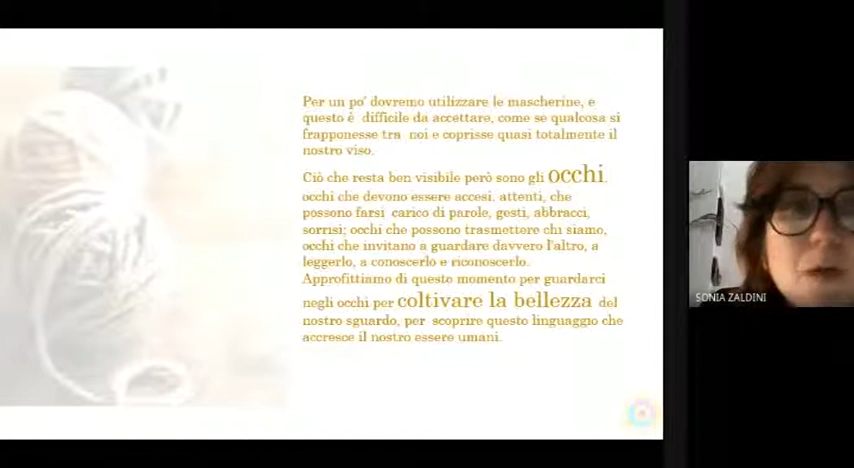 Per un po' dovremo utilizzare le mascherine, e
questo è difficile da accettare, come se qualcosa si
frapponesse tra noi e coprisse quasi totalmente il
nostro viso.
Ciò che resta ben visibile però sono gli occhi.
occhi che devono essere accesi. attenti, che
possono farsi carico di parole, gesti, abbracci,
sorrisi; occhi che possono trasmettere chi siamo,
occhi che invitano a guardare davvero l'altro, a
leggerlo, a conoscerlo e riconoscerlo.
Approfittiamo di questo momento per guardarci
negli occhi per coltivare la bellezza del
nostro sguardo, per scoprire questo linguaggio che
accresce il nostro essere umani.
SONIA ZALDINI